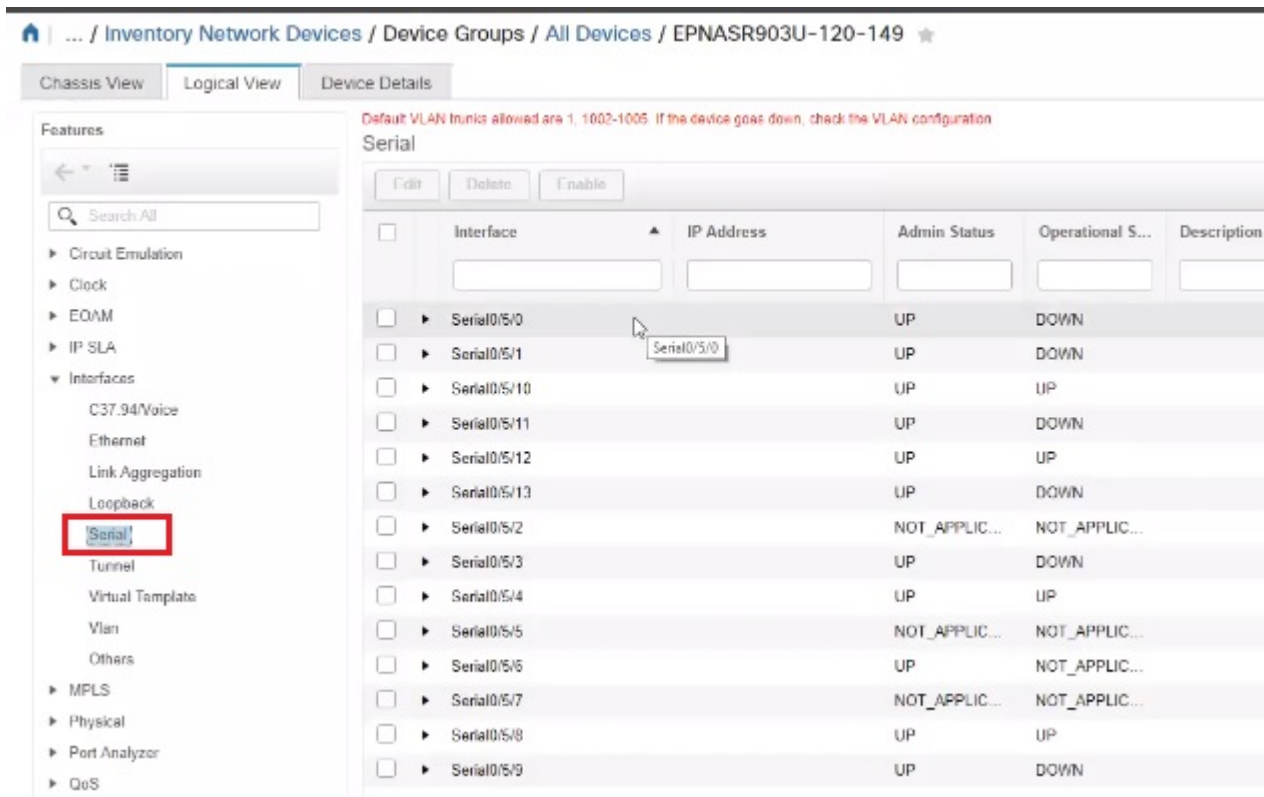 ... / Inventory Network Devices / Device Groups / All Devices / EPNASR903U-120-149
Chassis View Logical View Device Details
Features
Search All
Circuit Emulation
Clock
EOAM
IP SLA
Interfaces
C37.94/Voice
Ethernet
Link Aggregation
Loopback
Serial
Tunnel
Virtual Template
Vlan
Others
MPLS
Physical
Port Analyzer
QoS
Default VLAN trunks allowed are 1, 1002-1005. If the device goes down, check the VLAN configuration
Serial
Edit Delete Enable
Interface IP Address Admin Status Operational S... Description
Serial0/5/0 UP DOWN
Serial0/5/0
Serial0/5/1 UP DOWN
Serial0/5/10 UP UP
Serial0/5/11 UP DOWN
Serial0/5/12 UP UP
Serial0/5/13 UP DOWN
Serial0/5/2 NOT_APPLIC... NOT_APPLIC...
Serial0/5/3 UP DOWN
Serial0/5/4 UP UP
Serial0/5/5 NOT_APPLIC... NOT_APPLIC...
Serial0/5/6 UP NOT_APPLIC...
Serial0/5/7 NOT_APPLIC... NOT_APPLIC...
Serial0/5/8 UP UP
Serial0/5/9 UP DOWN